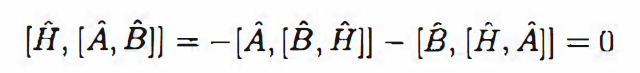 [Ĥ, [Â, B̂]] = −[Â, [B̂, Ĥ]] − [B̂, [Ĥ, Â]] = 0